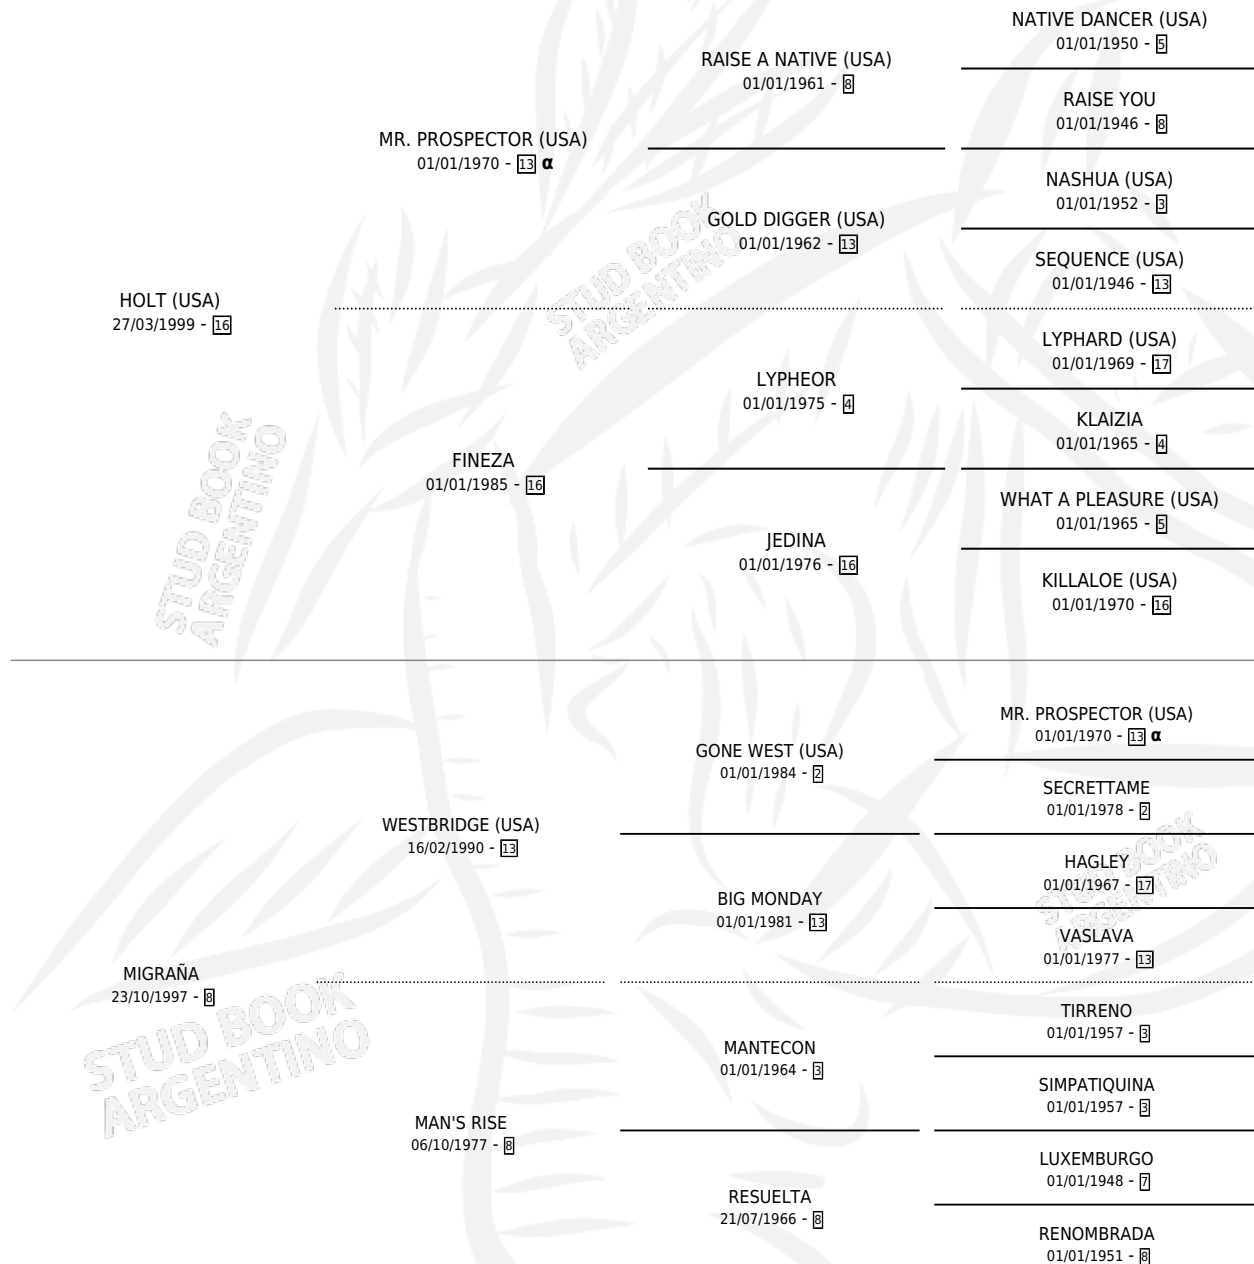 NATIVE DANCER (USA)
01/01/1950 - 5
RAISE A NATIVE (USA)
01/01/1961 - 8
RAISE YOU
01/01/1946 - 8
MR. PROSPECTOR (USA)
01/01/1970 - 13 α
NASHUA (USA)
01/01/1952 - 3
GOLD DIGGER (USA)
01/01/1962 - 13
SEQUENCE (USA)
01/01/1946 - 13
HOLT (USA)
27/03/1999 - 16
LYPHARD (USA)
01/01/1969 - 17
LYPHEOR
01/01/1975 - 4
KLAIZIA
01/01/1965 - 4
FINEZA
01/01/1985 - 16
WHAT A PLEASURE (USA)
01/01/1965 - 5
JEDINA
01/01/1976 - 16
KILLALOE (USA)
01/01/1970 - 16
MR. PROSPECTOR (USA)
01/01/1970 - 13 α
GONE WEST (USA)
01/01/1984 - 2
SECRETTAME
01/01/1978 - 2
WESTBRIDGE (USA)
16/02/1990 - 13
HAGLEY
01/01/1967 - 17
BIG MONDAY
01/01/1981 - 13
VASLAVA
01/01/1977 - 13
MIGRAÑA
23/10/1997 - 8
TIRRENO
01/01/1957 - 3
MANTECON
01/01/1964 - 3
SIMPATIQUINA
01/01/1957 - 3
MAN'S RISE
06/10/1977 - 8
LUXEMBURGO
01/01/1948 - 7
RESUELTA
21/07/1966 - 8
RENOMBRADA
01/01/1951 - 8
STUD BOOK
ARGENTINO
STUD BOOK
ARGENTINO
STUD BOOK
ARGENTINO
STUD BOOK
ARGENTINO